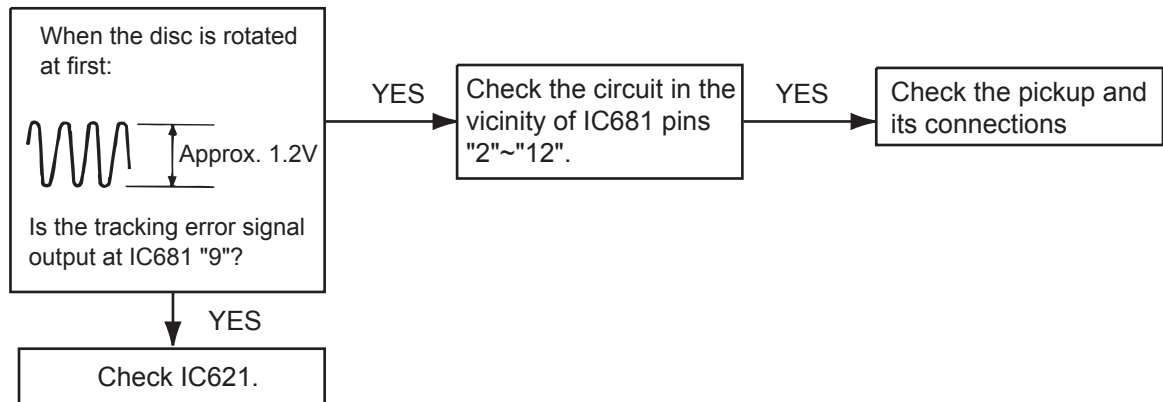 When the disc is rotated
at first:
Approx. 1.2V
Is the tracking error signal
output at IC681 "9"?
YES
Check the circuit in the
vicinity of IC681 pins
"2"~"12".
YES
Check the pickup and
its connections
YES
Check IC621.